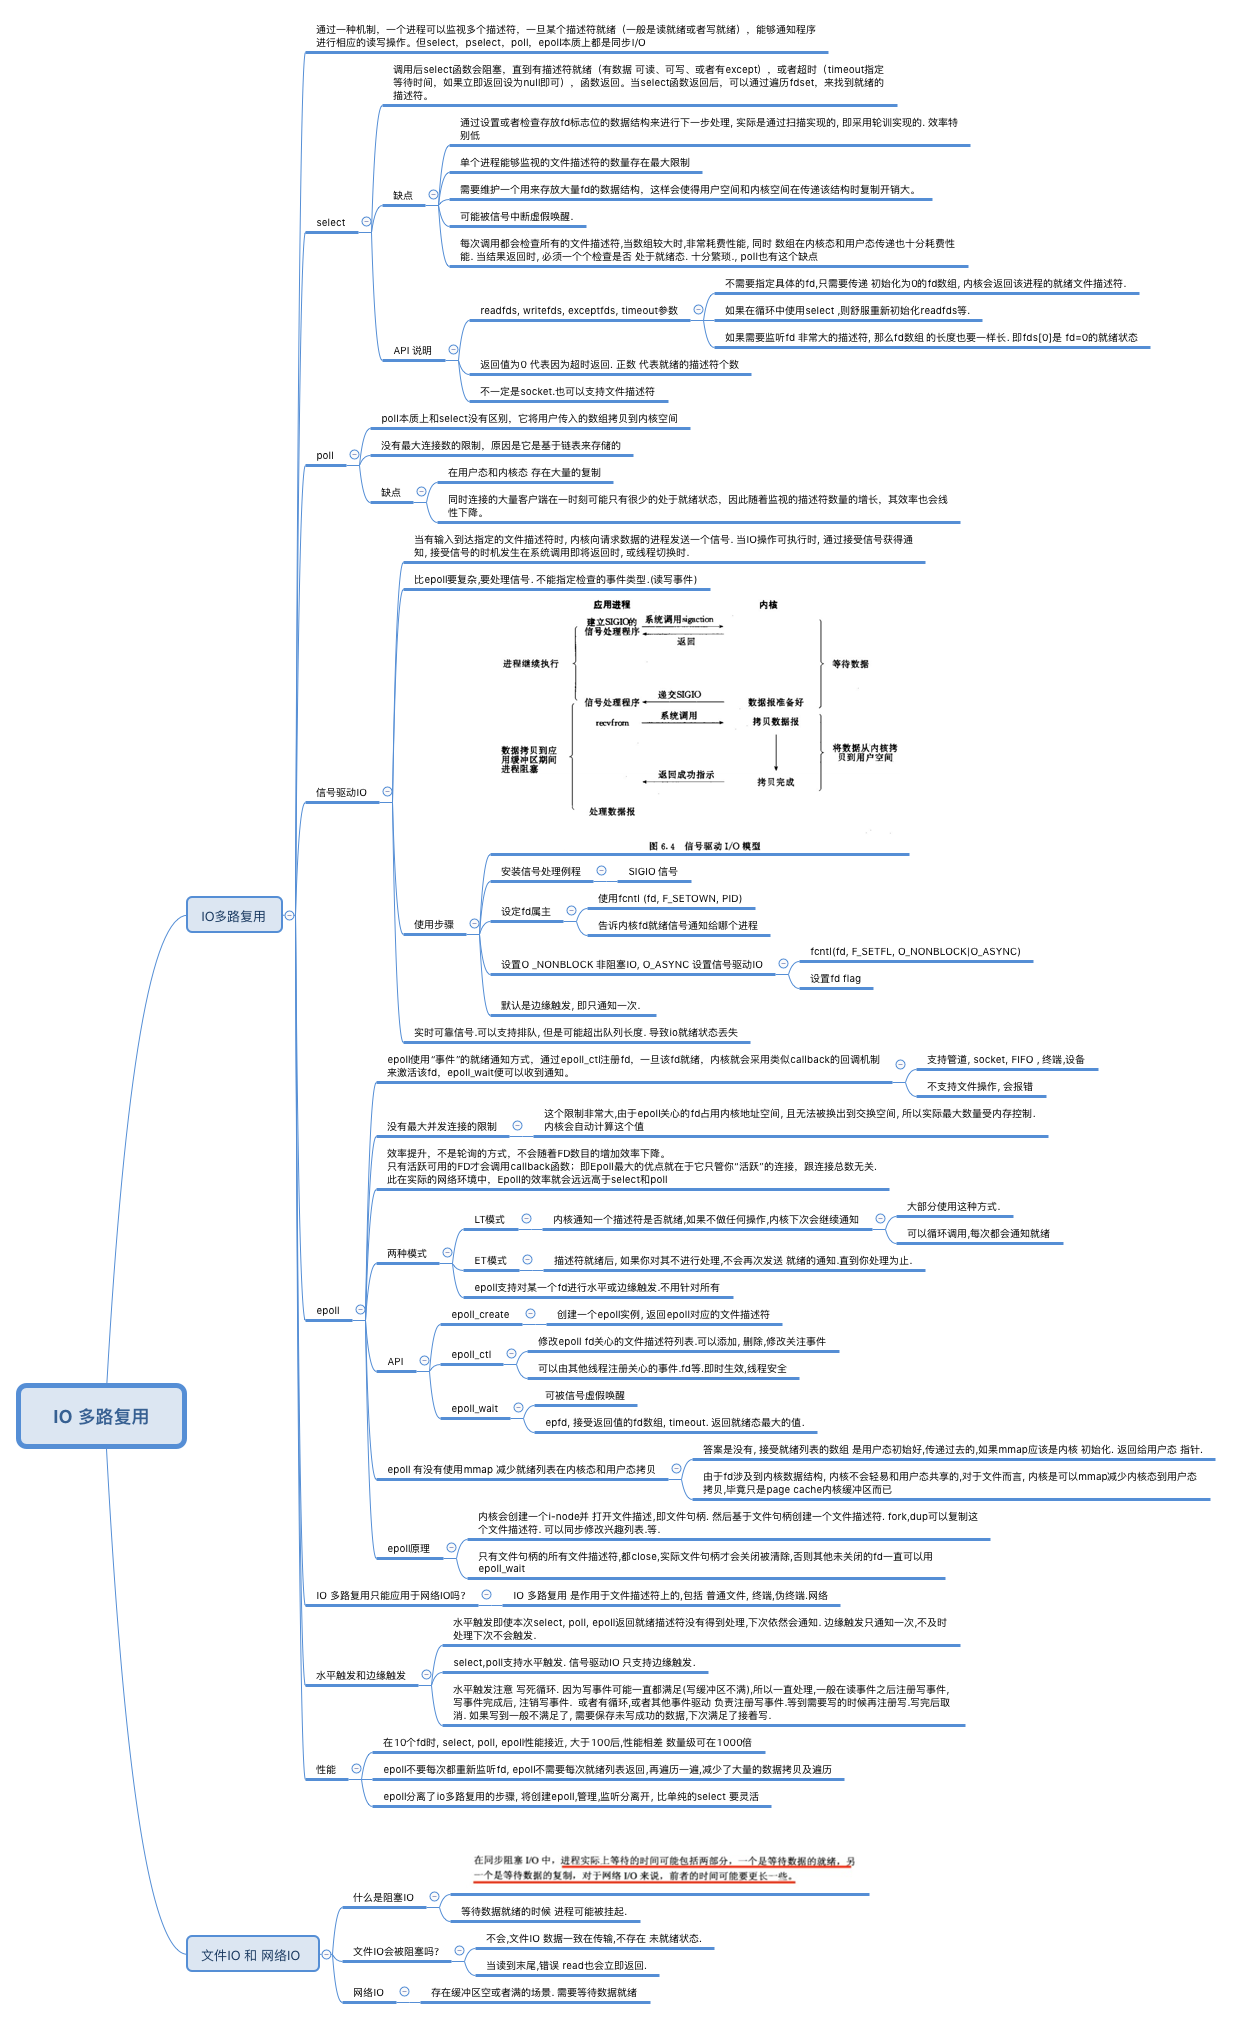 通过一种机制，一个进程可以监视多个描述符，一旦某个描述符就绪（一般是读就绪或者写就绪），能够通知程序
进行相应的读写操作。但select，pselect，poll，epoll本质上都是同步I/O
调用后select函数会阻塞，直到有描述符就绪（有数据 可读、可写、或者有except），或者超时（timeout指定
等待时间，如果立即返回设为null即可），函数返回。当select函数返回后，可以通过遍历fdset，来找到就绪的
描述符。
通过设置或者检查存放fd标志位的数据结构来进行下一步处理, 实际是通过扫描实现的, 即采用轮训实现的. 效率特
别低
单个进程能够监视的文件描述符的数量存在最大限制
缺点
需要维护一个用来存放大量fd的数据结构，这样会使得用户空间和内核空间在传递该结构时复制开销大。
可能被信号中断虚假唤醒.
select
每次调用都会检查所有的文件描述符,当数组较大时,非常耗费性能, 同时 数组在内核态和用户态传递也十分耗费性
能. 当结果返回时, 必须一个个检查是否 处于就绪态. 十分繁琐., poll也有这个缺点
不需要指定具体的fd,只需要传递 初始化为0的fd数组, 内核会返回该进程的就绪文件描述符.
readfds, writefds, exceptfds, timeout参数
如果在循环中使用select ,则舒服重新初始化readfds等.
如果需要监听fd 非常大的描述符, 那么fd数组 的长度也要一样长. 即fds[0]是 fd=0的就绪状态
API 说明
返回值为0 代表因为超时返回. 正数 代表就绪的描述符个数
不一定是socket.也可以支持文件描述符
poll本质上和select没有区别，它将用户传入的数组拷贝到内核空间
没有最大连接数的限制，原因是它是基于链表来存储的
poll
在用户态和内核态 存在大量的复制
缺点
同时连接的大量客户端在一时刻可能只有很少的处于就绪状态，因此随着监视的描述符数量的增长，其效率也会线
性下降。
当有输入到达指定的文件描述符时, 内核向请求数据的进程发送一个信号. 当IO操作可执行时, 通过接受信号获得通
知, 接受信号的时机发生在系统调用即将返回时, 或线程切换时.
比epoll要复杂,要处理信号. 不能指定检查的事件类型.(读写事件)
应用进程
内核
建立SIGIO的
信号处理程序
系统调用sigaction
返回
进程继续执行
等待数据
信号处理程序
递交SIGIO
数据报准备好
recvfrom
系统调用
拷贝数据报
数据拷贝到应
用缓冲区期间
进程阻塞
将数据从内核拷
贝到用户空间
返回成功指示
拷贝完成
处理数据报
图 6.4 信号驱动 I/O 模型
信号驱动IO
安装信号处理例程
SIGIO 信号
使用fcntl (fd, F_SETOWN, PID)
设定fd属主
告诉内核fd就绪信号通知给哪个进程
使用步骤
fcntl(fd, F_SETFL, O_NONBLOCK|O_ASYNC)
设置O _NONBLOCK 非阻塞IO, O_ASYNC 设置信号驱动IO
设置fd flag
默认是边缘触发, 即只通知一次.
实时可靠信号.可以支持排队, 但是可能超出队列长度. 导致io就绪状态丢失
IO多路复用
epoll使用“事件”的就绪通知方式，通过epoll_ctl注册fd，一旦该fd就绪，内核就会采用类似callback的回调机制
来激活该fd，epoll_wait便可以收到通知。
支持管道, socket, FIFO , 终端,设备
不支持文件操作, 会报错
没有最大并发连接的限制
这个限制非常大,由于epoll关心的fd占用内核地址空间, 且无法被换出到交换空间, 所以实际最大数量受内存控制.
内核会自动计算这个值
效率提升，不是轮询的方式，不会随着FD数目的增加效率下降。
只有活跃可用的FD才会调用callback函数；即Epoll最大的优点就在于它只管你“活跃”的连接，跟连接总数无关.
此在实际的网络环境中，Epoll的效率就会远远高于select和poll
大部分使用这种方式.
LT模式
内核通知一个描述符是否就绪,如果不做任何操作,内核下次会继续通知
可以循环调用,每次都会通知就绪
两种模式
ET模式
描述符就绪后, 如果你对其不进行处理,不会再次发送 就绪的通知.直到你处理为止.
epoll支持对某一个fd进行水平或边缘触发.不用针对所有
epoll
epoll_create
创建一个epoll实例, 返回epoll对应的文件描述符
修改epoll fd关心的文件描述符列表.可以添加, 删除,修改关注事件
API
epoll_ctl
可以由其他线程注册关心的事件.fd等.即时生效,线程安全
可被信号虚假唤醒
epoll_wait
epfd, 接受返回值的fd数组, timeout. 返回就绪态最大的值.
IO 多路复用
答案是没有, 接受就绪列表的数组 是用户态初始好,传递过去的,如果mmap应该是内核 初始化. 返回给用户态 指针.
epoll 有没有使用mmap 减少就绪列表在内核态和用户态拷贝
由于fd涉及到内核数据结构, 内核不会轻易和用户态共享的,对于文件而言, 内核是可以mmap减少内核态到用户态
拷贝,毕竟只是page cache内核缓冲区而已
内核会创建一个i-node并 打开文件描述,即文件句柄. 然后基于文件句柄创建一个文件描述符. fork,dup可以复制这
个文件描述符. 可以同步修改兴趣列表.等.
epoll原理
只有文件句柄的所有文件描述符,都close,实际文件句柄才会关闭被清除,否则其他未关闭的fd一直可以用
epoll_wait
IO 多路复用只能应用于网络IO吗?
IO 多路复用 是作用于文件描述符上的,包括 普通文件, 终端,伪终端.网络
水平触发即使本次select, poll, epoll返回就绪描述符没有得到处理,下次依然会通知. 边缘触发只通知一次,不及时
处理下次不会触发.
select,poll支持水平触发. 信号驱动IO 只支持边缘触发.
水平触发和边缘触发
水平触发注意 写死循环. 因为写事件可能一直都满足(写缓冲区不满),所以一直处理,一般在读事件之后注册写事件,
写事件完成后, 注销写事件. 或者有循环,或者其他事件驱动 负责注册写事件.等到需要写的时候再注册写.写完后取
消. 如果写到一般不满足了, 需要保存未写成功的数据,下次满足了接着写.
在10个fd时, select, poll, epoll性能接近, 大于100后,性能相差 数量级可在1000倍
性能
epoll不要每次都重新监听fd, epoll不需要每次就绪列表返回,再遍历一遍,减少了大量的数据拷贝及遍历
epoll分离了io多路复用的步骤, 将创建epoll,管理,监听分离开, 比单纯的select 要灵活
在同步阻塞 I/O 中，进程实际上等待的时间可能包括两部分，一个是等待数据的就绪，另
一个是等待数据的复制，对于网络 I/O 来说，前者的时间可能要更长一些。
什么是阻塞IO
等待数据就绪的时候 进程可能被挂起.
不会,文件IO 数据一致在传输,不存在 未就绪状态.
文件IO 和 网络IO
文件IO会被阻塞吗?
当读到末尾,错误 read也会立即返回.
网络IO
存在缓冲区空或者满的场景. 需要等待数据就绪